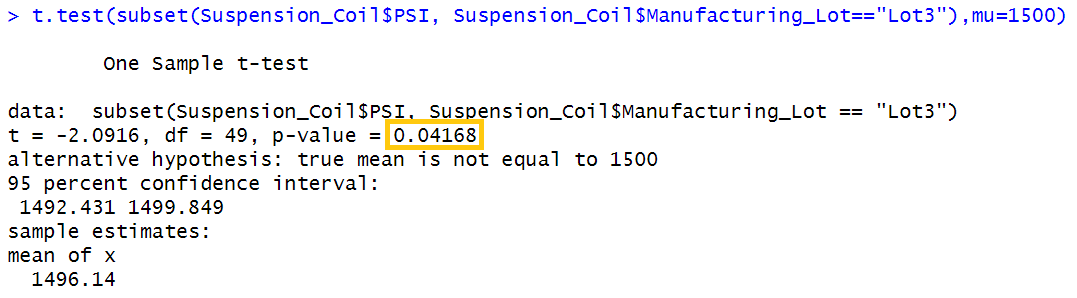 > t.test(subset(Suspension_Coil$PSI, Suspension_Coil$Manufacturing_Lot=="Lot3"),mu=1500)
One Sample t-test
data:  subset(Suspension_Coil$PSI, Suspension_Coil$Manufacturing_Lot == "Lot3")
t = -2.0916, df = 49, p-value = 0.04168
alternative hypothesis: true mean is not equal to 1500
95 percent confidence interval:
1492.431 1499.849
sample estimates:
mean of x
1496.14